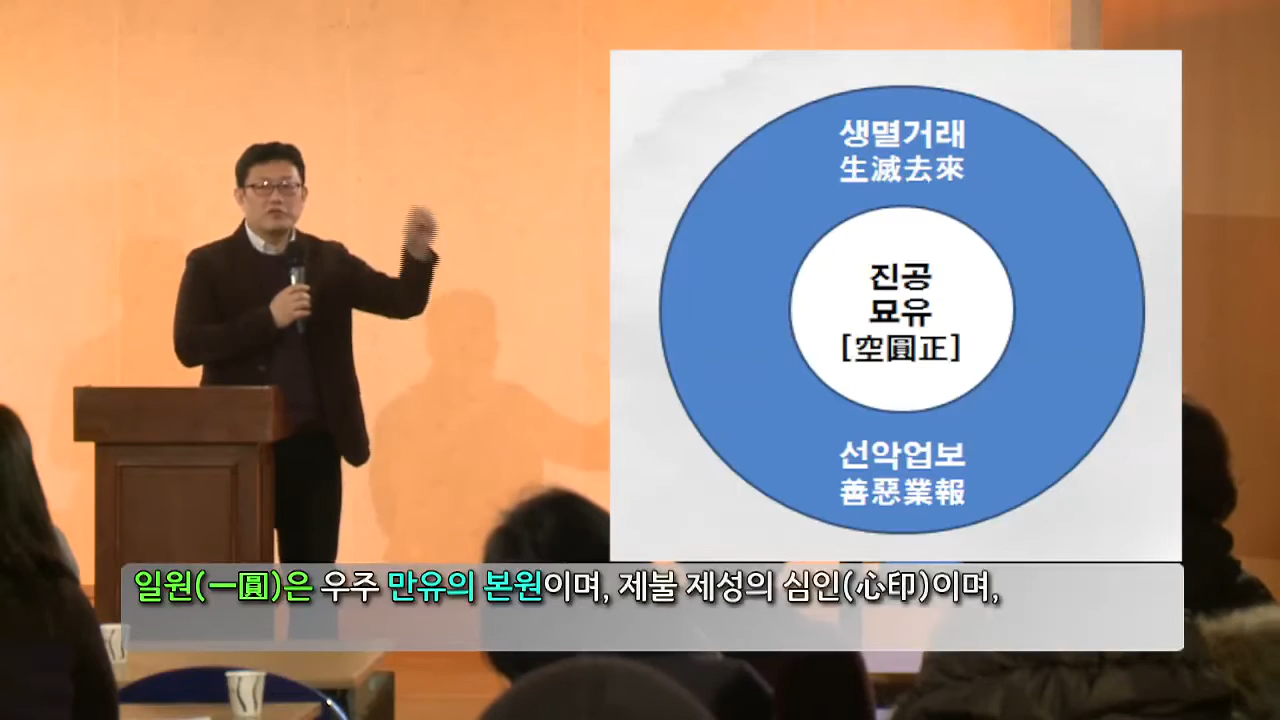 생멸거래
生滅去來
진공
묘유
[空圓正]
선악업보
善惡業報
일원(一圓)은 우주 만유의 본원이며, 제불 제성의 심인(心印)이며,